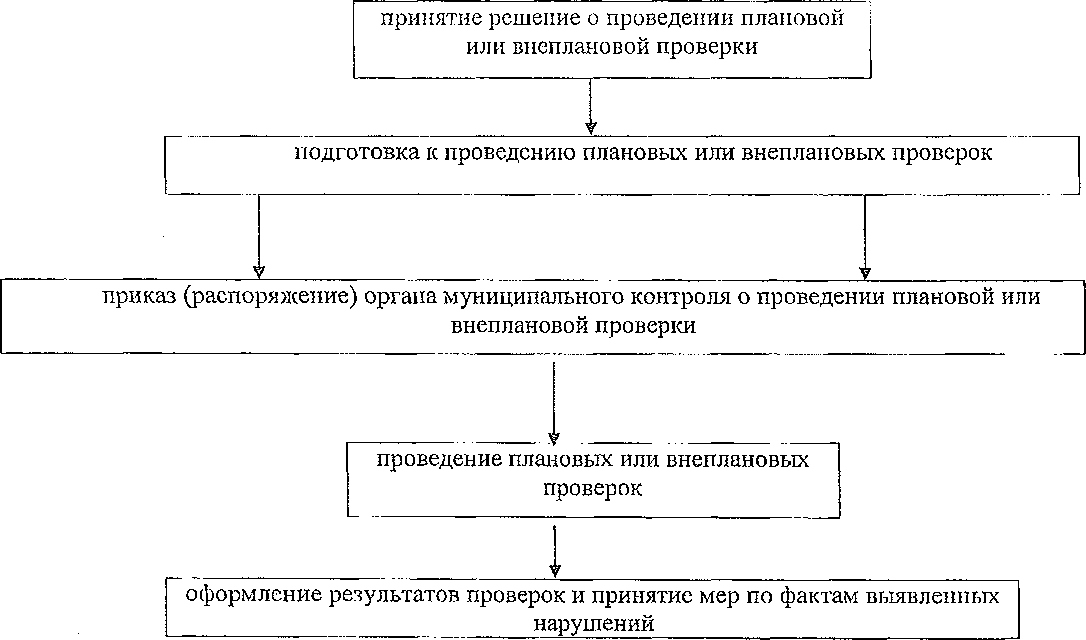 принятие решение о проведении плановой
или внеплановой проверки
подготовка к проведению плановых или внеплановых проверок
приказ (распоряжение) органа муниципального контроля о проведении плановой или
внеплановой проверки
проведение плановых или внеплановых
проверок
оформление результатов проверок и принятие мер по фактам выявленных
нарушений